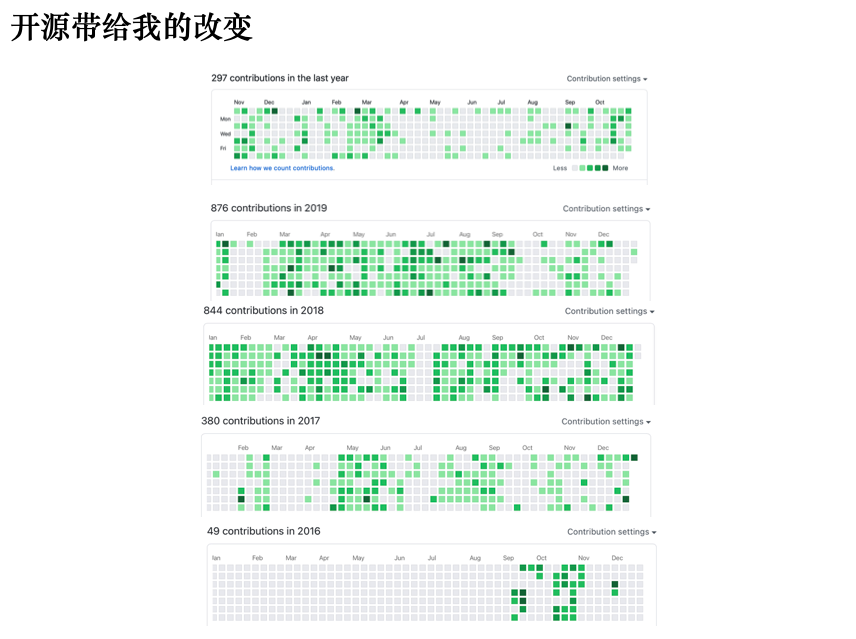 开源带给我的改变
297 contributions in the last year Contribution settings
Nov Dec Jan Feb Mar Apr May Jun Jul Aug Sep Oct
Mon
Wed
Fri
Learn how we count contributions. Less More
876 contributions in 2019 Contribution settings
Jan Feb Mar Apr May Jun Jul Aug Sep Oct Nov Dec
844 contributions in 2018 Contribution settings
Jan Feb Mar Apr May Jun Jul Aug Sep Oct Nov Dec
380 contributions in 2017 Contribution settings
Feb Mar Apr May Jun Jul Aug Sep Oct Nov Dec
49 contributions in 2016 Contribution settings
Jan Feb Mar Apr May Jun Jul Aug Sep Oct Nov Dec